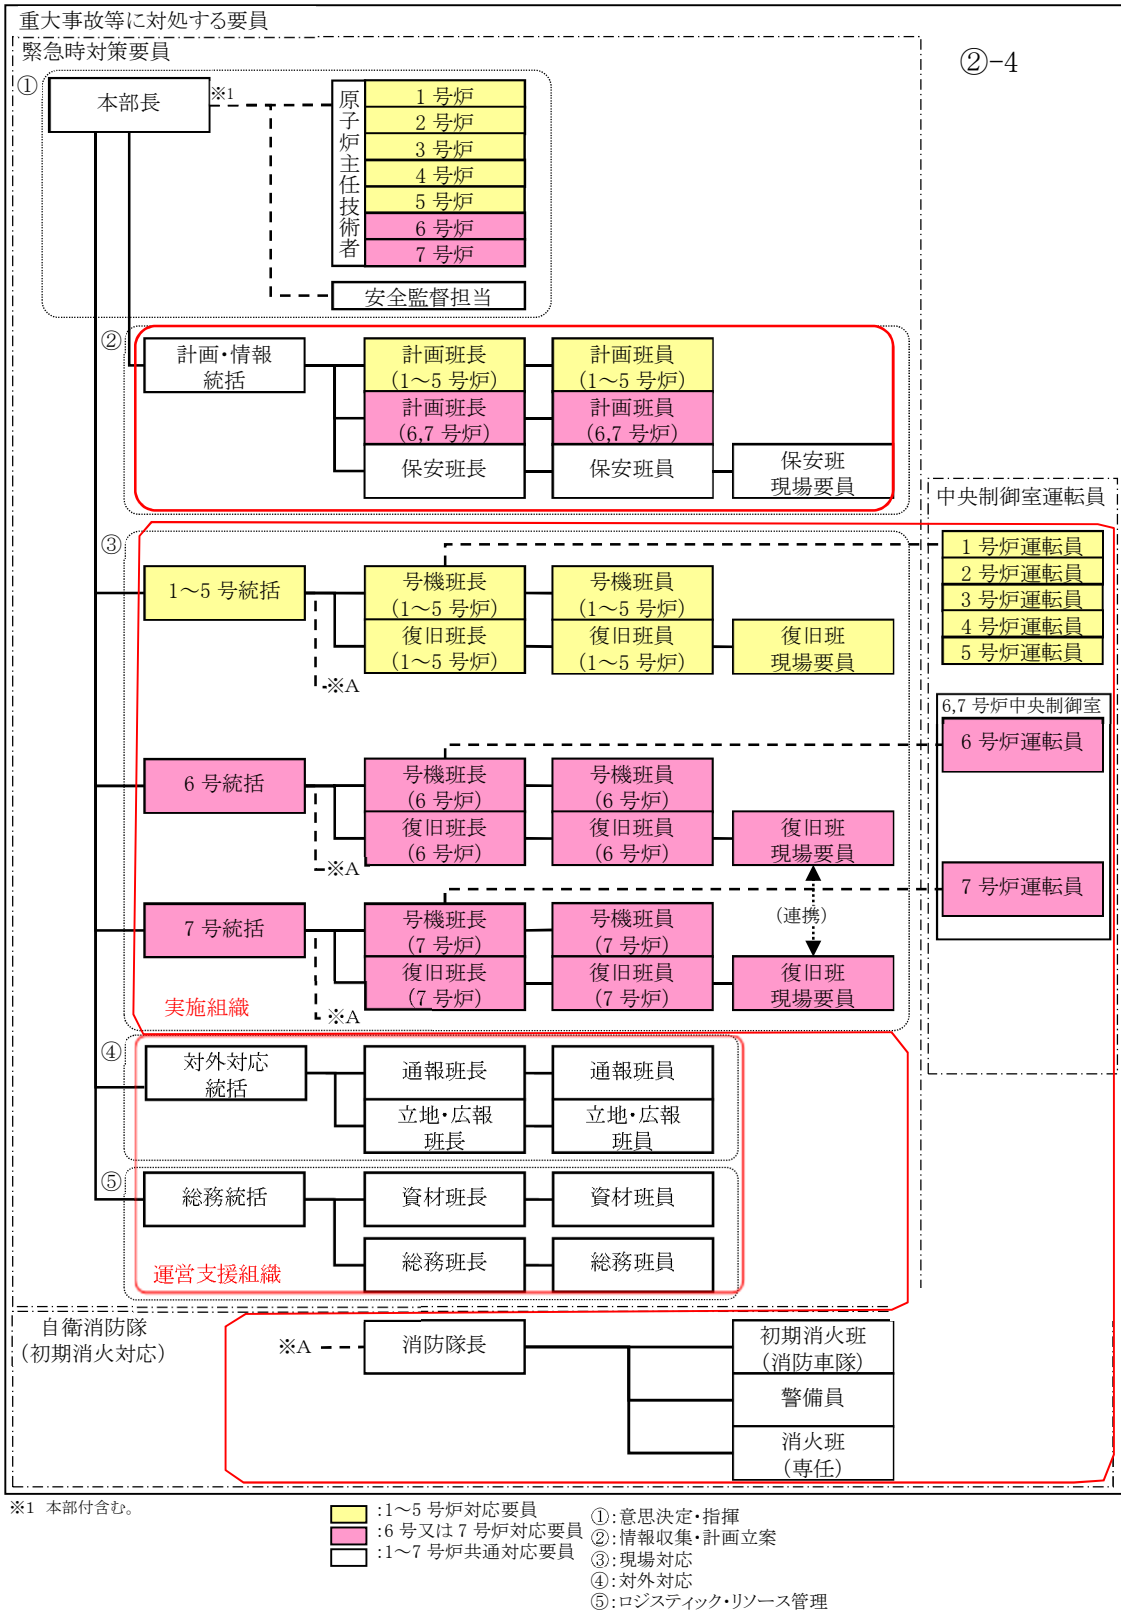 重大事故等に対処する要員
緊急時対策要員
②-4
①
本部長
※1
原子炉主任技術者
1 号炉
2 号炉
3 号炉
4 号炉
5 号炉
6 号炉
7 号炉
安全監督担当
②
計画・情報
統括
計画班長
(1～5 号炉)
計画班員
(1～5 号炉)
計画班長
(6,7 号炉)
計画班員
(6,7 号炉)
保安班長
保安班員
保安班
現場要員
中央制御室運転員
③
1～5 号統括
号機班長
(1～5 号炉)
号機班員
(1～5 号炉)
復旧班長
(1～5 号炉)
復旧班員
(1～5 号炉)
復旧班
現場要員
※A
1 号炉運転員
2 号炉運転員
3 号炉運転員
4 号炉運転員
5 号炉運転員
6,7 号炉中央制御室
6 号炉運転員
7 号炉運転員
6 号統括
号機班長
(6 号炉)
号機班員
(6 号炉)
復旧班長
(6 号炉)
復旧班員
(6 号炉)
復旧班
現場要員
※A
(連携)
7 号統括
号機班長
(7 号炉)
号機班員
(7 号炉)
復旧班長
(7 号炉)
復旧班員
(7 号炉)
復旧班
現場要員
※A
実施組織
④
対外対応
統括
通報班長
通報班員
立地・広報
班長
立地・広報
班員
⑤
総務統括
資材班長
資材班員
総務班長
総務班員
運営支援組織
自衛消防隊
(初期消火対応)
※A
消防隊長
初期消火班
(消防車隊)
警備員
消火班
(専任)
※1 本部付含む。
:1～5 号炉対応要員
:6 号又は 7 号炉対応要員
:1～7 号炉共通対応要員
①:意思決定・指揮
②:情報収集・計画立案
③:現場対応
④:対外対応
⑤:ロジスティック・リソース管理